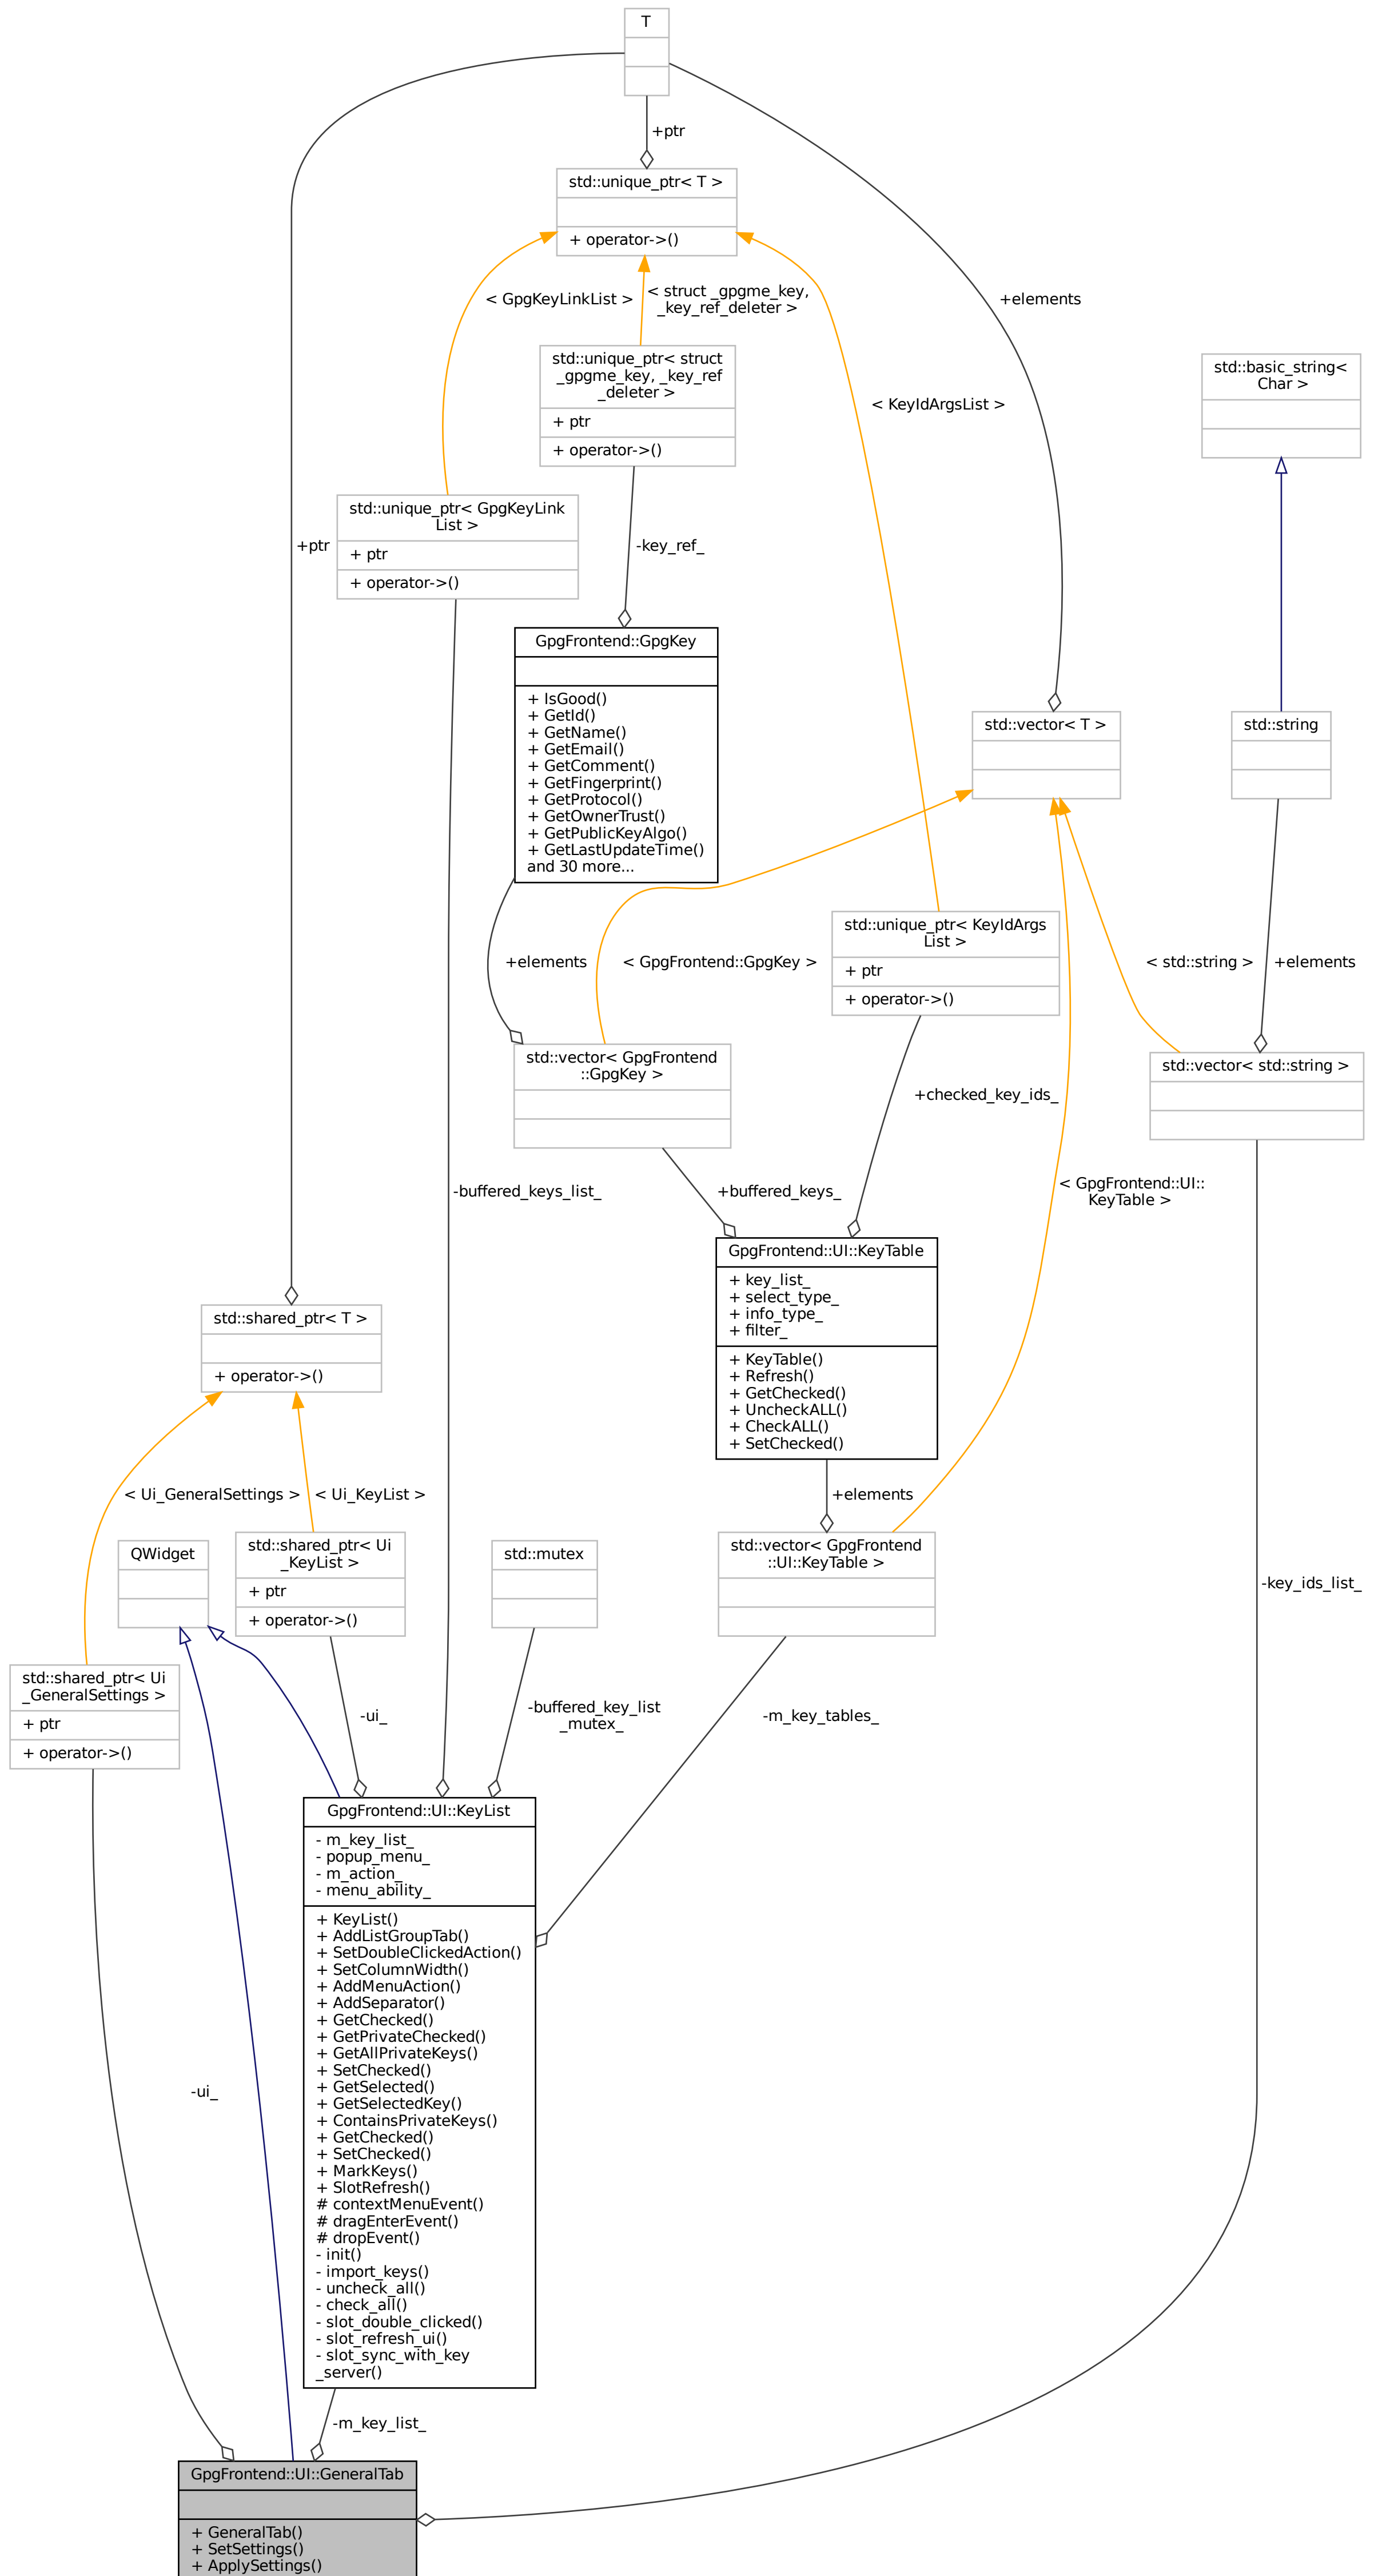 T
+ptr
std::unique_ptr< T >
+ operator->()
< GpgKeyLinkList >
< struct _gpgme_key,
_key_ref_deleter >
+elements
std::unique_ptr< struct
_gpgme_key, _key_ref
_deleter >
+ ptr
+ operator->()
std::basic_string<
Char >
< KeyIdArgsList >
std::unique_ptr< GpgKeyLink
List >
+ ptr
+ operator->()
+ptr
-key_ref_
GpgFrontend::GpgKey
+ IsGood()
+ GetId()
+ GetName()
+ GetEmail()
+ GetComment()
+ GetFingerprint()
+ GetProtocol()
+ GetOwnerTrust()
+ GetPublicKeyAlgo()
+ GetLastUpdateTime()
and 30 more...
std::vector< T >
std::string
std::unique_ptr< KeyIdArgs
List >
+ ptr
+ operator->()
+elements
< GpgFrontend::GpgKey >
< std::string >
+elements
std::vector< GpgFrontend
::GpgKey >
std::vector< std::string >
+checked_key_ids_
-buffered_keys_list_
+buffered_keys_
< GpgFrontend::UI::
KeyTable >
GpgFrontend::UI::KeyTable
+ key_list_
+ select_type_
+ info_type_
+ filter_
+ KeyTable()
+ Refresh()
+ GetChecked()
+ UncheckALL()
+ CheckALL()
+ SetChecked()
std::shared_ptr< T >
+ operator->()
< Ui_GeneralSettings >
< Ui_KeyList >
+elements
QWidget
std::shared_ptr< Ui
_KeyList >
+ ptr
+ operator->()
std::mutex
std::vector< GpgFrontend
::UI::KeyTable >
-key_ids_list_
std::shared_ptr< Ui
_GeneralSettings >
+ ptr
+ operator->()
-ui_
-buffered_key_list
_mutex_
-m_key_tables_
GpgFrontend::UI::KeyList
- m_key_list_
- popup_menu_
- m_action_
- menu_ability_
+ KeyList()
+ AddListGroupTab()
+ SetDoubleClickedAction()
+ SetColumnWidth()
+ AddMenuAction()
+ AddSeparator()
+ GetChecked()
+ GetPrivateChecked()
+ GetAllPrivateKeys()
+ SetChecked()
+ GetSelected()
+ GetSelectedKey()
+ ContainsPrivateKeys()
+ GetChecked()
+ SetChecked()
+ MarkKeys()
+ SlotRefresh()
# contextMenuEvent()
# dragEnterEvent()
# dropEvent()
- init()
- import_keys()
- uncheck_all()
- check_all()
- slot_double_clicked()
- slot_refresh_ui()
- slot_sync_with_key
_server()
-ui_
-m_key_list_
GpgFrontend::UI::GeneralTab
+ GeneralTab()
+ SetSettings()
+ ApplySettings()